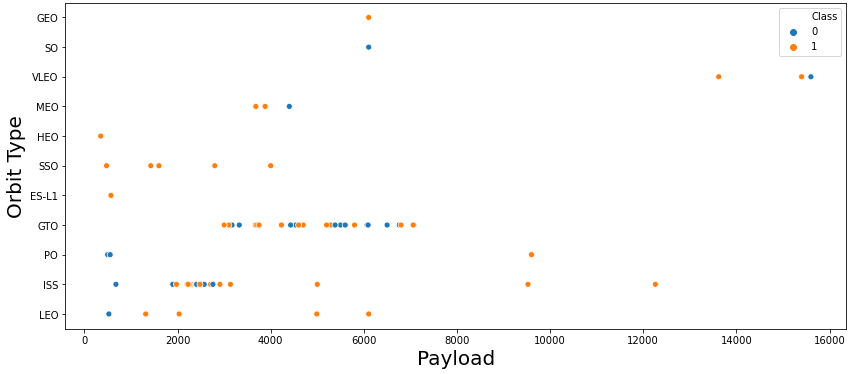 Class
0
1
Orbit Type
GEO
SO
VLEO
MEO
HEO
SSO
ES-L1
GTO
PO
ISS
LEO
0 2000 4000 6000 8000 10000 12000 14000 16000
Payload